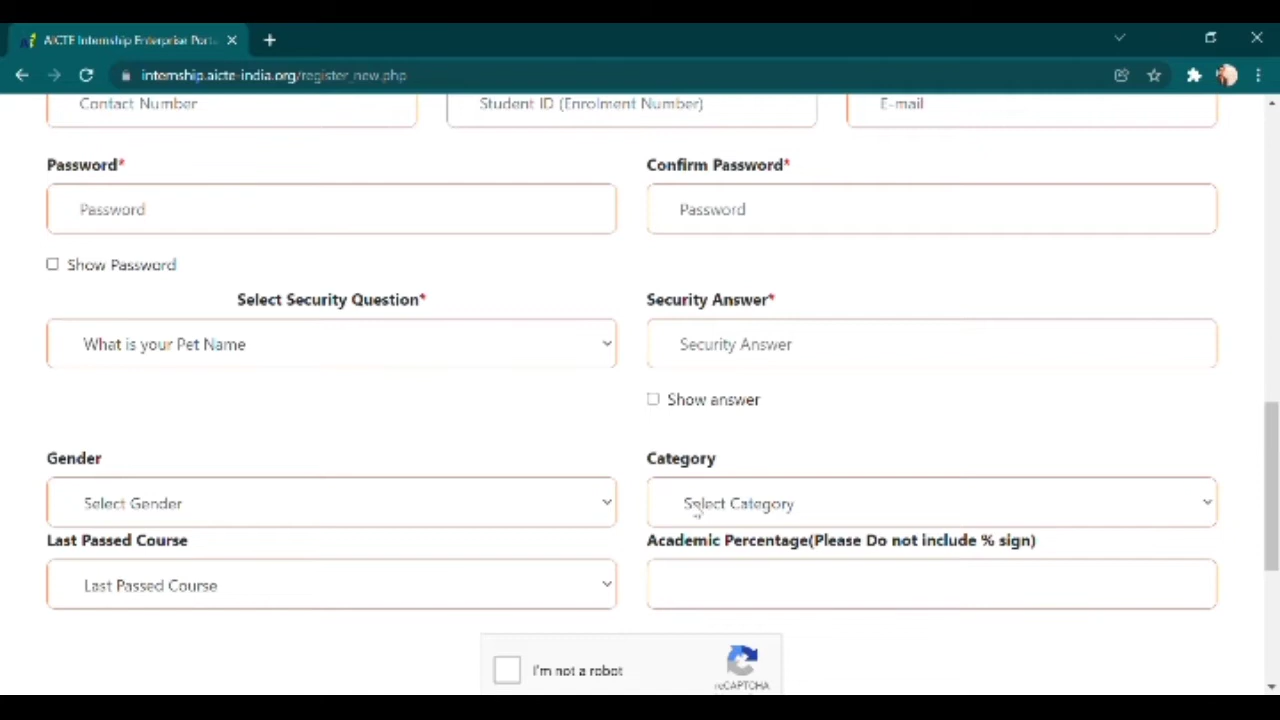 AICTE Internship Enterprise Port
internship.aicte-india.org/register_new.php
Contact Number Student ID (Enrolment Number) E-mail
Password* Confirm Password*
Password Password
Show Password
Select Security Question* Security Answer*
What is your Pet Name Security Answer
Show answer
Gender Category
Select Gender Select Category
Last Passed Course Academic Percentage(Please Do not include % sign)
Last Passed Course
I'm not a robot
reCAPTCHA